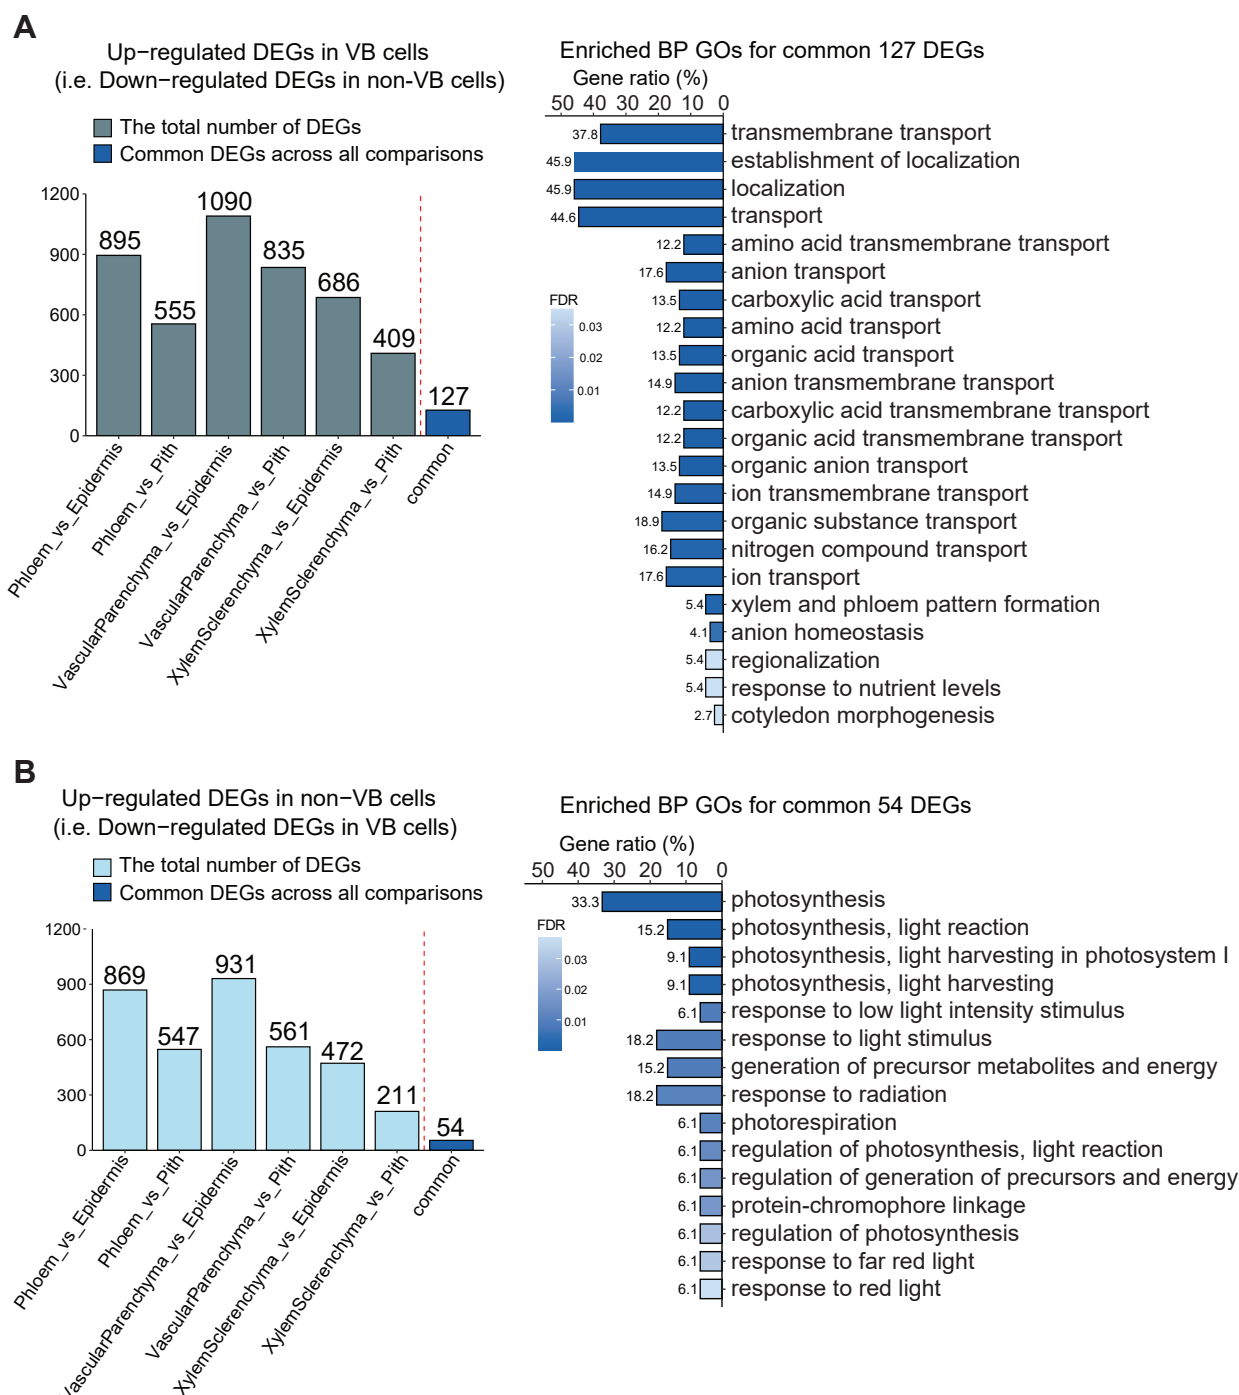 A
Up−regulated DEGs in VB cells
(i.e. Down−regulated DEGs in non−VB cells)
The total number of DEGs
Common DEGs across all comparisons
1200
900
600
300
0
895
555
1090
835
686
409
127
Phloem_vs_Epidermis
Phloem_vs_Pith
VascularParenchyma_vs_Epidermis
VascularParenchyma_vs_Pith
XylemSclerenchyma_vs_Epidermis
XylemSclerenchyma_vs_Pith
common
Enriched BP GOs for common 127 DEGs
Gene ratio (%)
50 40 30 20 10 0
37.8 transmembrane transport
45.9 establishment of localization
45.9 localization
44.6 transport
12.2 amino acid transmembrane transport
17.6 anion transport
13.5 carboxylic acid transport
12.2 amino acid transport
13.5 organic acid transport
14.9 anion transmembrane transport
12.2 carboxylic acid transmembrane transport
12.2 organic acid transmembrane transport
13.5 organic anion transport
14.9 ion transmembrane transport
18.9 organic substance transport
16.2 nitrogen compound transport
17.6 ion transport
5.4 xylem and phloem pattern formation
4.1 anion homeostasis
5.4 regionalization
5.4 response to nutrient levels
2.7 cotyledon morphogenesis
FDR
0.03
0.02
0.01
B
Up−regulated DEGs in non−VB cells
(i.e. Down−regulated DEGs in VB cells)
The total number of DEGs
Common DEGs across all comparisons
1200
900
600
300
0
869
547
931
561
472
211
54
Phloem_vs_Epidermis
Phloem_vs_Pith
ascularParenchyma_vs_Epidermis
VascularParenchyma_vs_Pith
XylemSclerenchyma_vs_Epidermis
XylemSclerenchyma_vs_Pith
common
Enriched BP GOs for common 54 DEGs
Gene ratio (%)
50 40 30 20 10 0
33.3 photosynthesis
15.2 photosynthesis, light reaction
9.1 photosynthesis, light harvesting in photosystem I
9.1 photosynthesis, light harvesting
6.1 response to low light intensity stimulus
18.2 response to light stimulus
15.2 generation of precursor metabolites and energy
18.2 response to radiation
6.1 photorespiration
6.1 regulation of photosynthesis, light reaction
6.1 regulation of generation of precursors and energy
6.1 protein-chromophore linkage
6.1 regulation of photosynthesis
6.1 response to far red light
6.1 response to red light
FDR
0.03
0.02
0.01